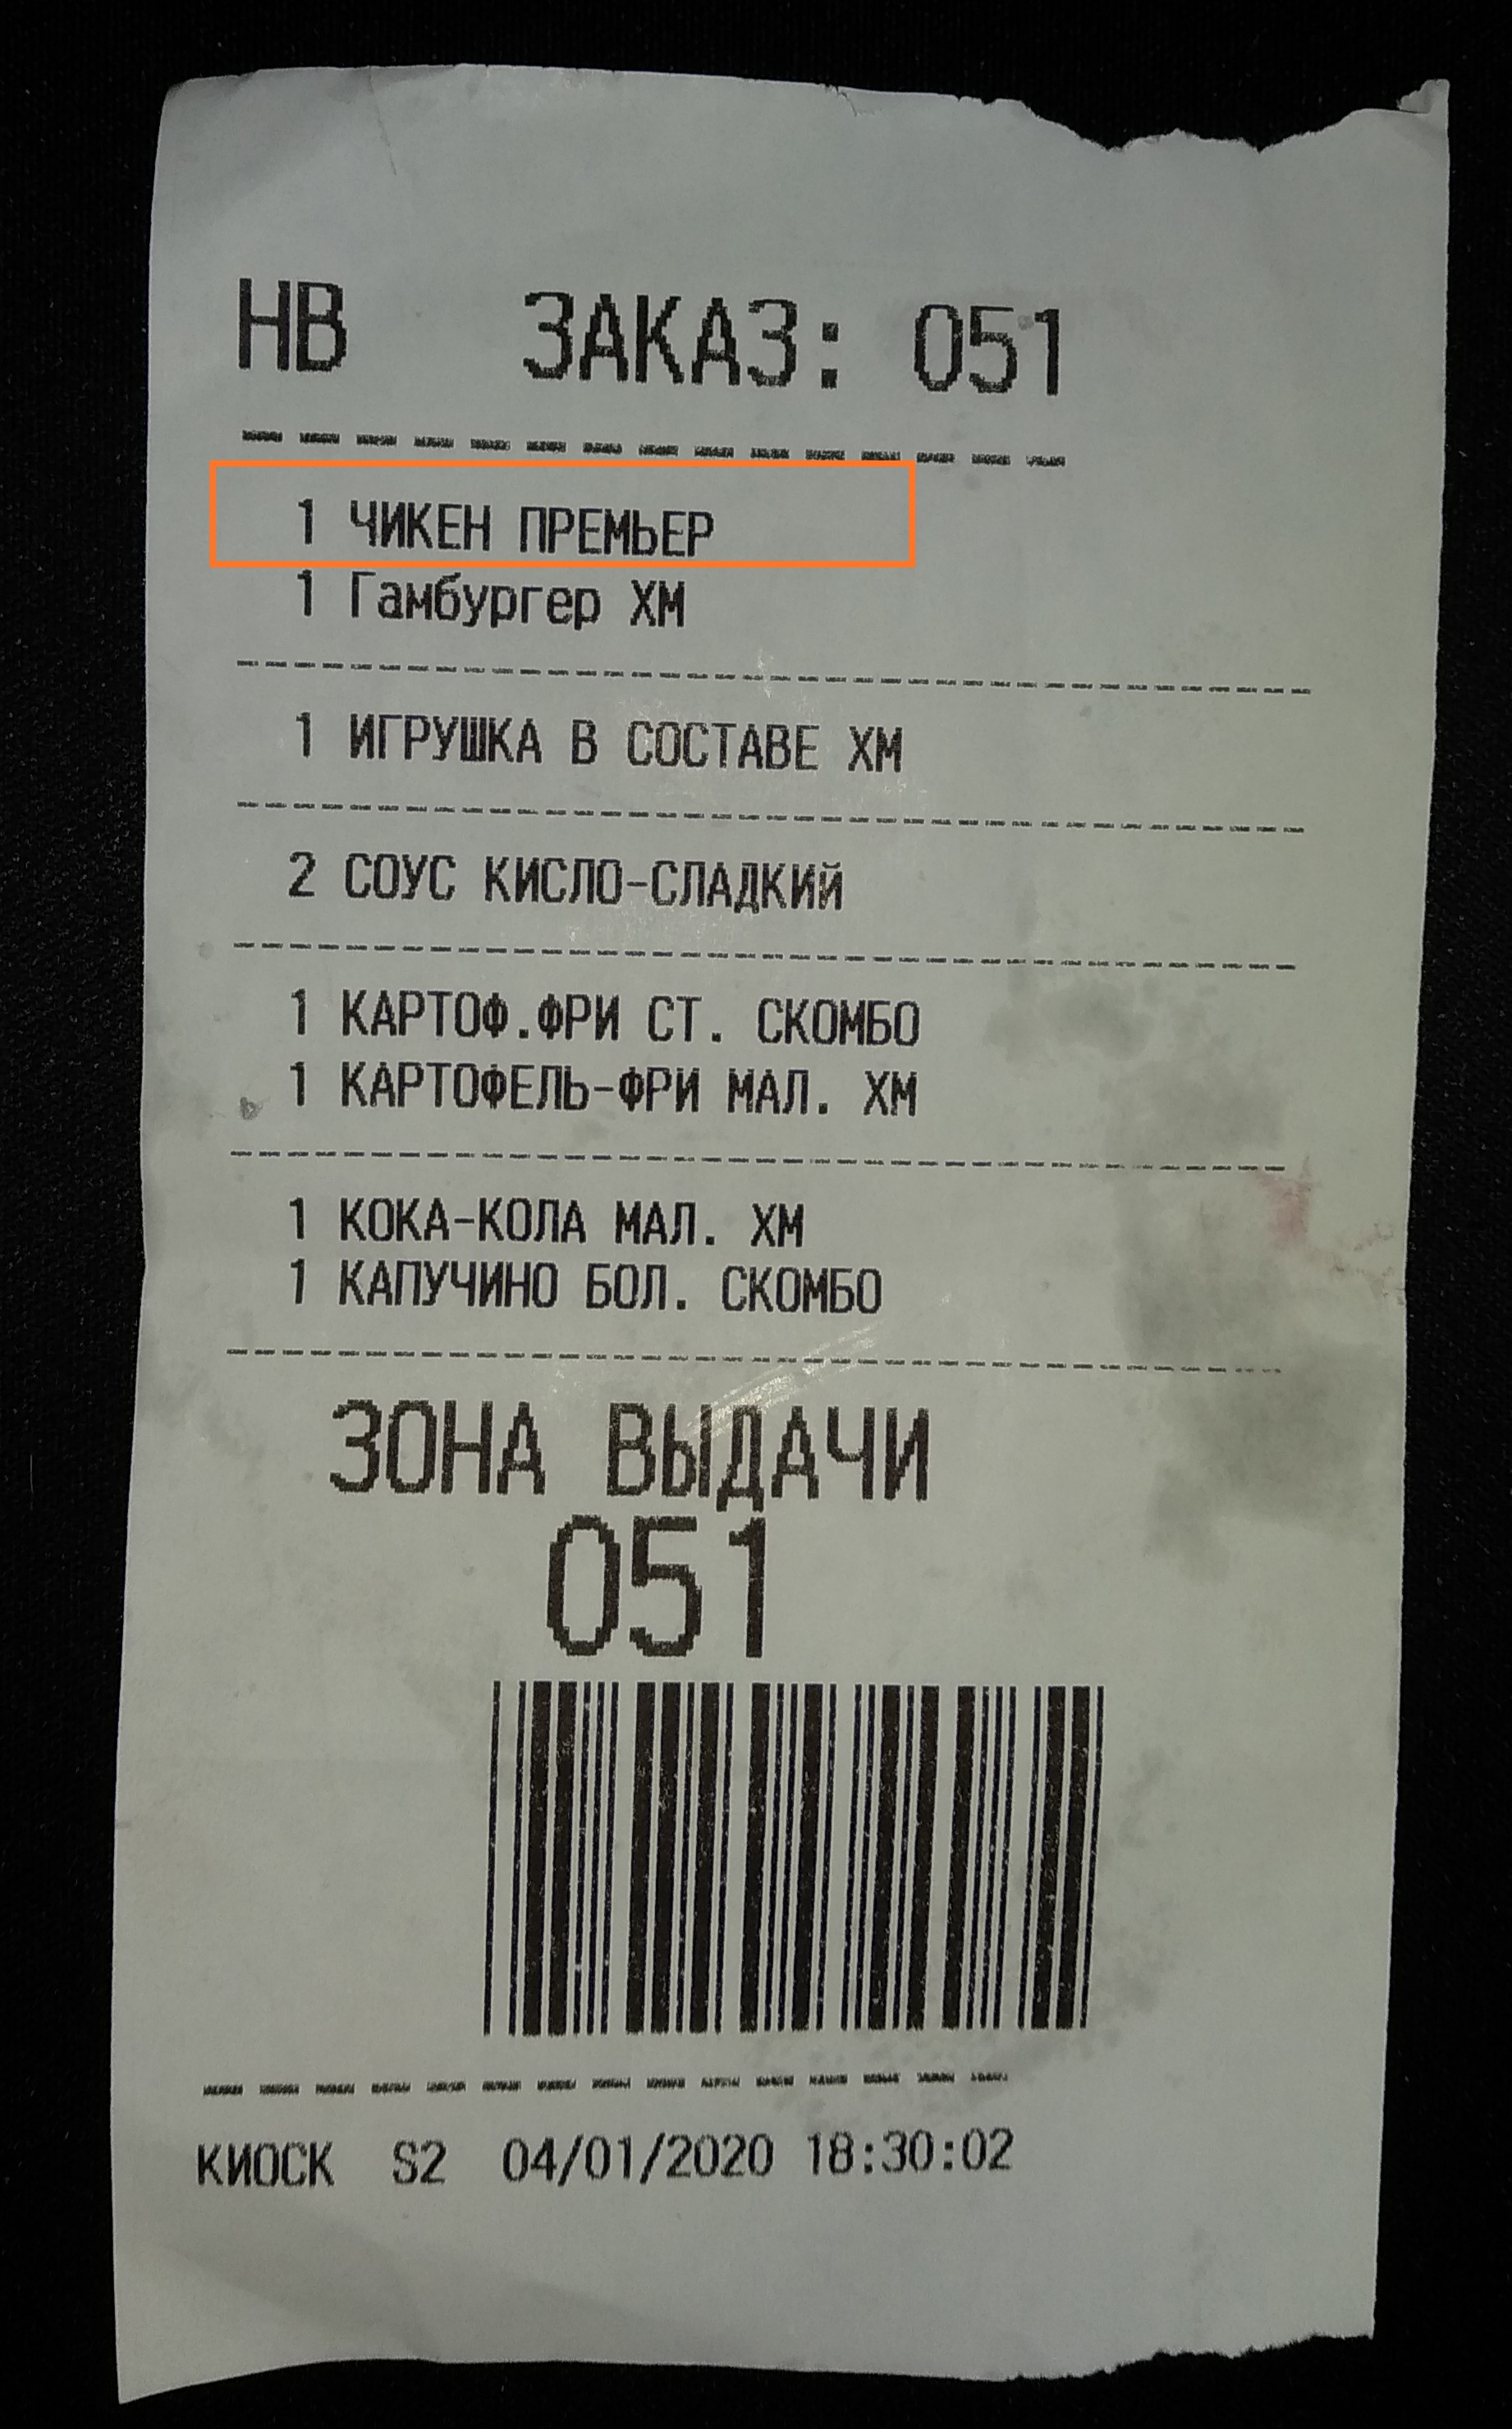 НВ ЗАКАЗ: 051
1 ЧИКЕН ПРЕМЬЕР
1 Гамбургер ХМ
1 ИГРУШКА В СОСТАВЕ ХМ
2 СОУС КИСЛО-СЛАДКИЙ
1 КАРТОФ.ФРИ СТ. СКОМБО
1 КАРТОФЕЛЬ-ФРИ МАЛ. ХМ
1 КОКА-КОЛА МАЛ. ХМ
1 КАПУЧИНО БОЛ. СКОМБО
ЗОНА ВЫДАЧИ
051
КИОСК S2 04/01/2020 18:30:02